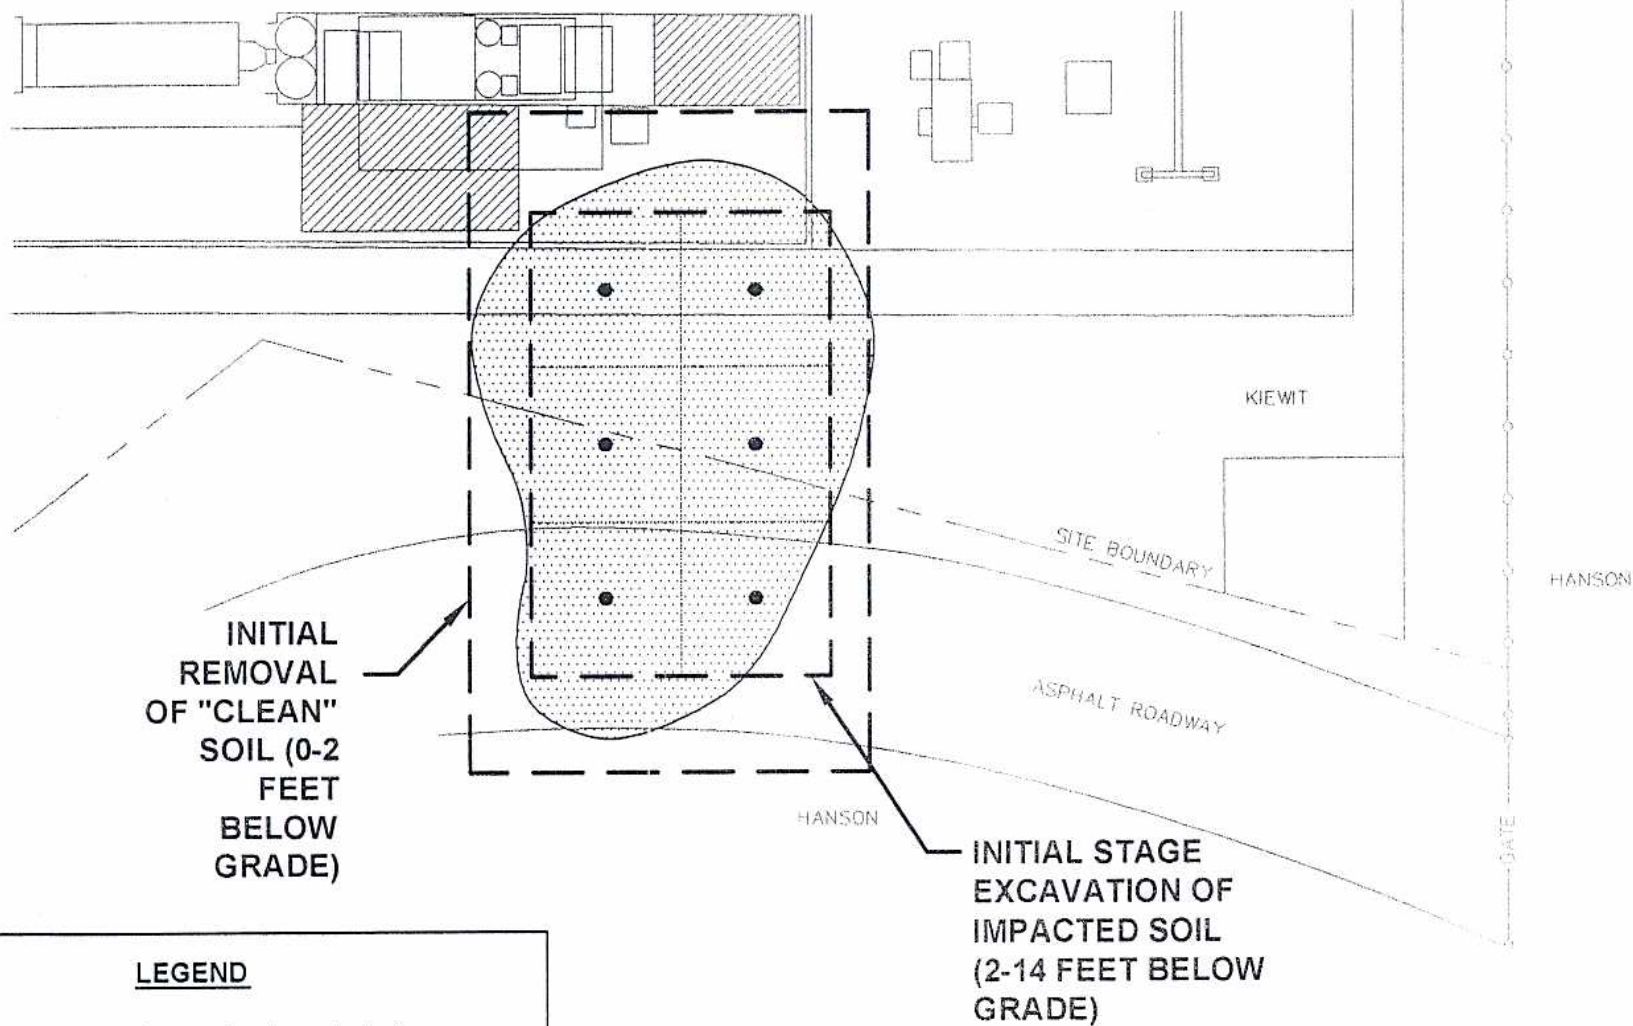 KIEWIT
SITE BOUNDARY
HANSON
INITIAL
REMOVAL
OF "CLEAN"
SOIL (0-2
FEET
BELOW
GRADE)
ASPHALT ROADWAY
HANSON
GATE
INITIAL STAGE
EXCAVATION OF
IMPACTED SOIL
(2-14 FEET BELOW
GRADE)
LEGEND